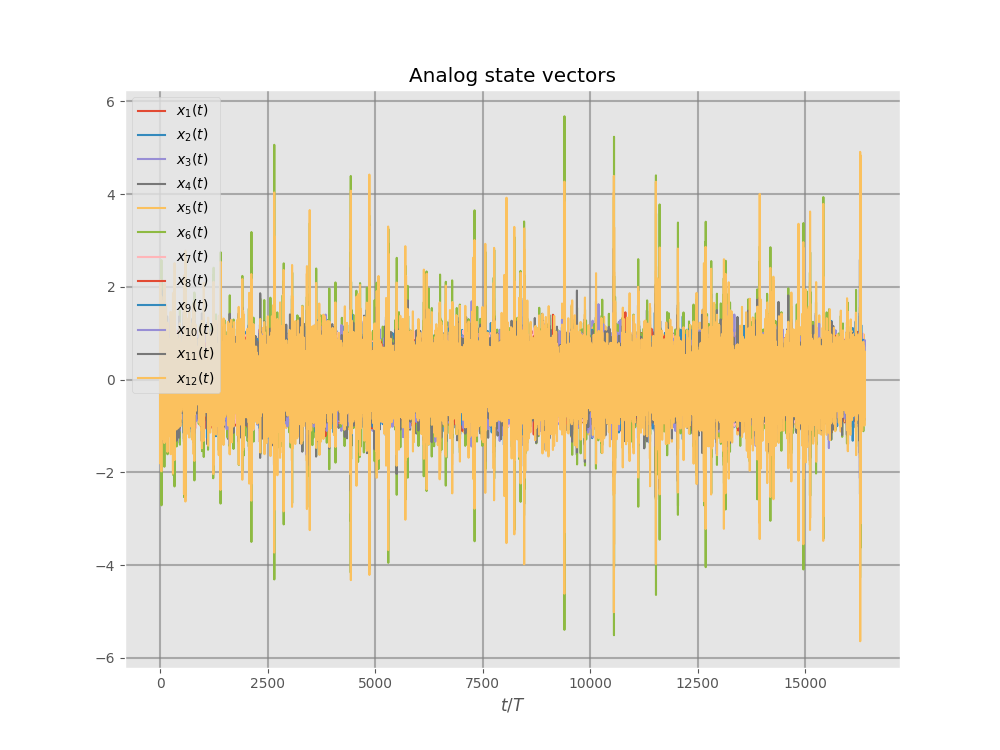 Analog state vectors
x₁(t)
x₂(t)
x₃(t)
x₄(t)
x₅(t)
x₆(t)
x₇(t)
x₈(t)
x₉(t)
x₁₀(t)
x₁₁(t)
x₁₂(t)
6
4
2
0
−2
−4
−6
0 2500 5000 7500 10000 12500 15000
t/T